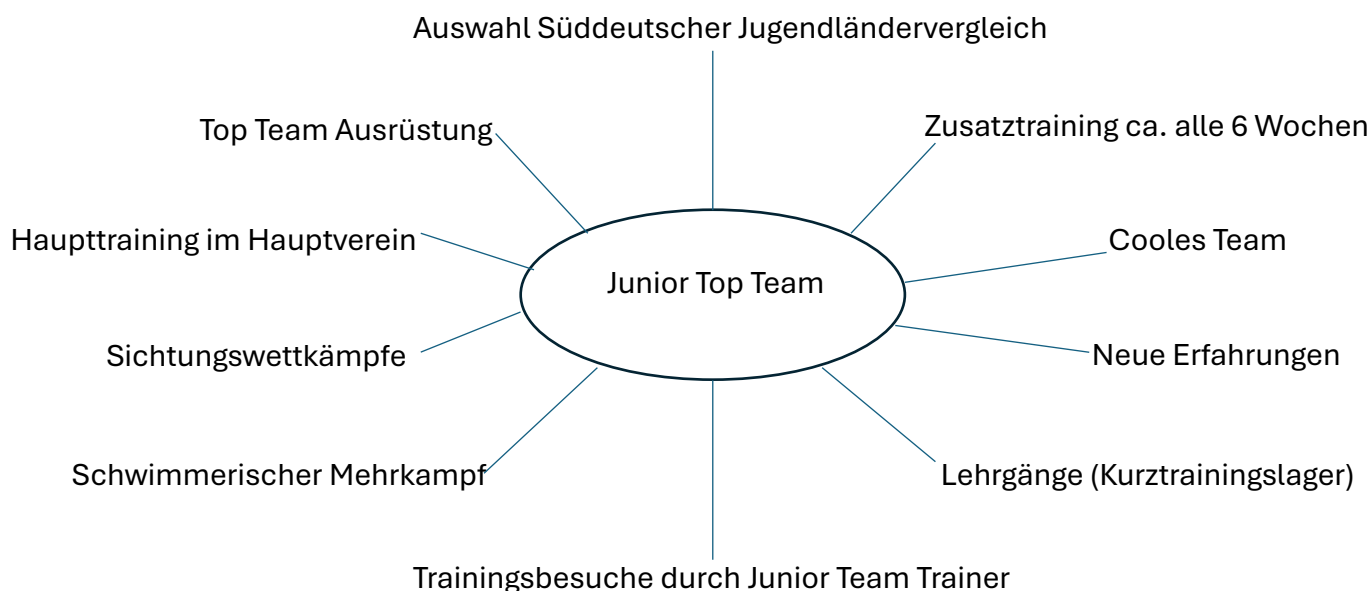 Auswahl Süddeutscher Jugendländervergleich
Top Team Ausrüstung
Zusatztraining ca. alle 6 Wochen
Haupttraining im Hauptverein
Cooles Team
Junior Top Team
Sichtungswettkämpfe
Neue Erfahrungen
Schwimmerischer Mehrkampf
Lehrgänge (Kurztrainingslager)
Trainingsbesuche durch Junior Team Trainer